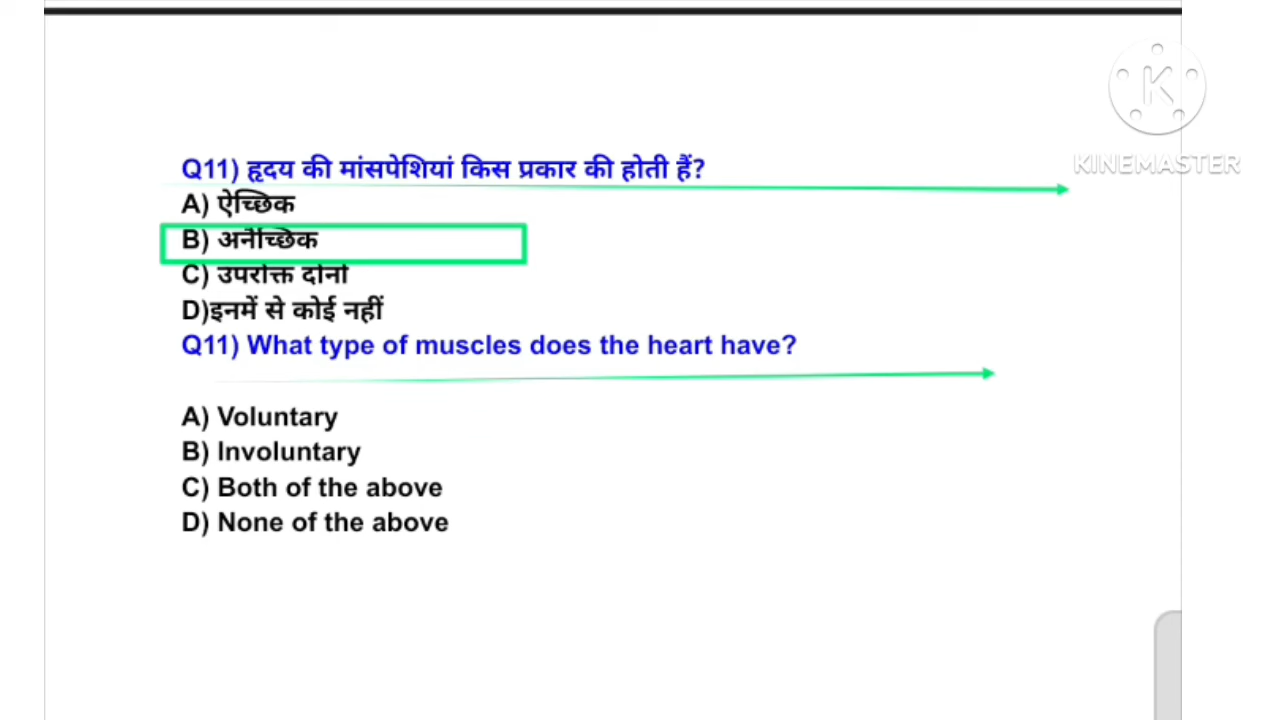 Q11) हृदय की मांसपेशियां किस प्रकार की होती हैं?
A) ऐच्छिक
B) अनैच्छिक
C) उपरोक्त दोनों
D)इनमें से कोई नहीं
Q11) What type of muscles does the heart have?
A) Voluntary
B) Involuntary
C) Both of the above
D) None of the above
K
KINEMASTER